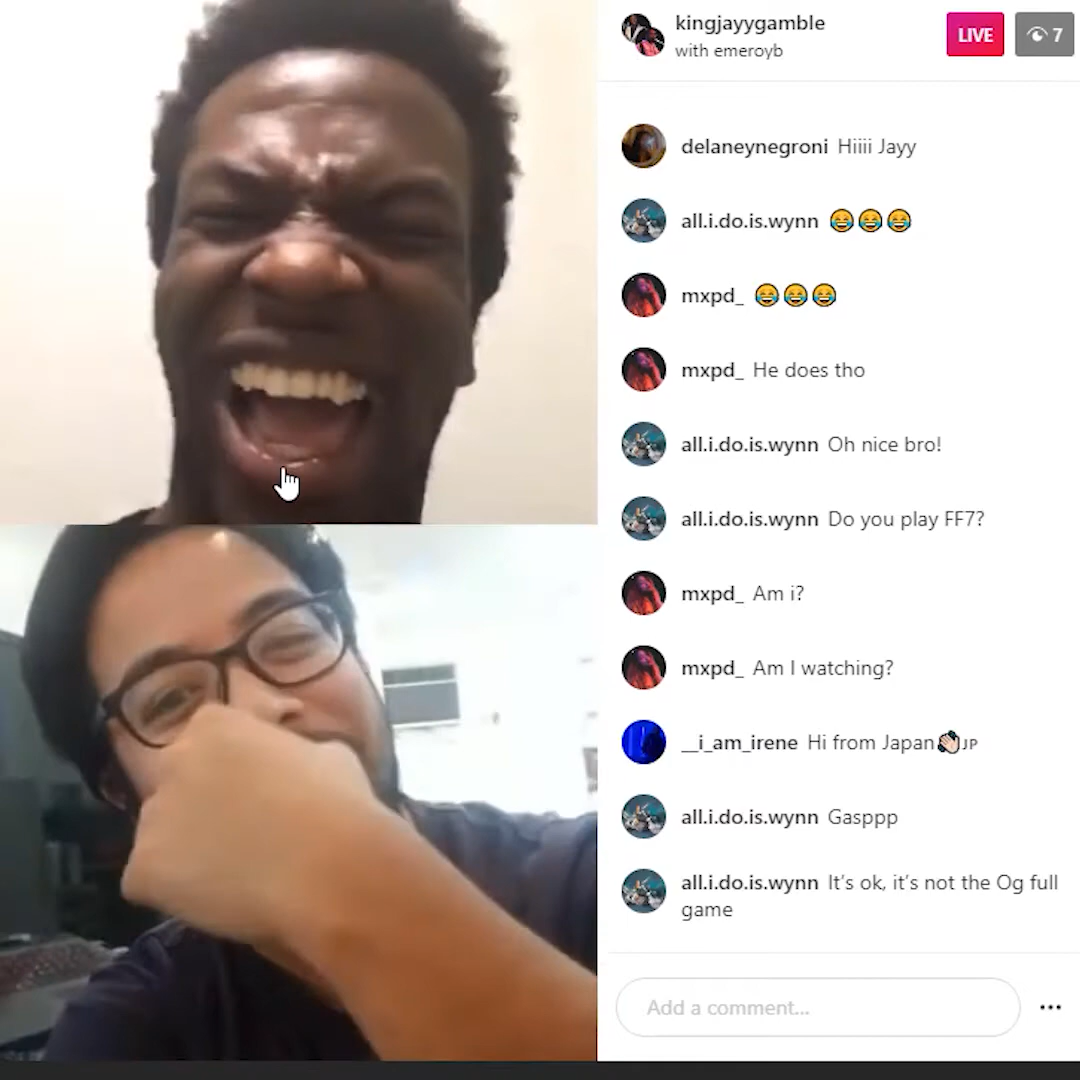 kingjayygamble
with emeroyb
LIVE
7
delaneynegroni Hiiii Jayy
all.i.do.is.wynn 😂😂😂
mxpd_ 😂😂😂
mxpd_ He does tho
all.i.do.is.wynn Oh nice bro!
all.i.do.is.wynn Do you play FF7?
mxpd_ Am i?
mxpd_ Am I watching?
__i_am_irene Hi from Japan👏🏻JP
all.i.do.is.wynn Gasppp
all.i.do.is.wynn It's ok, it's not the Og full
game
Add a comment...